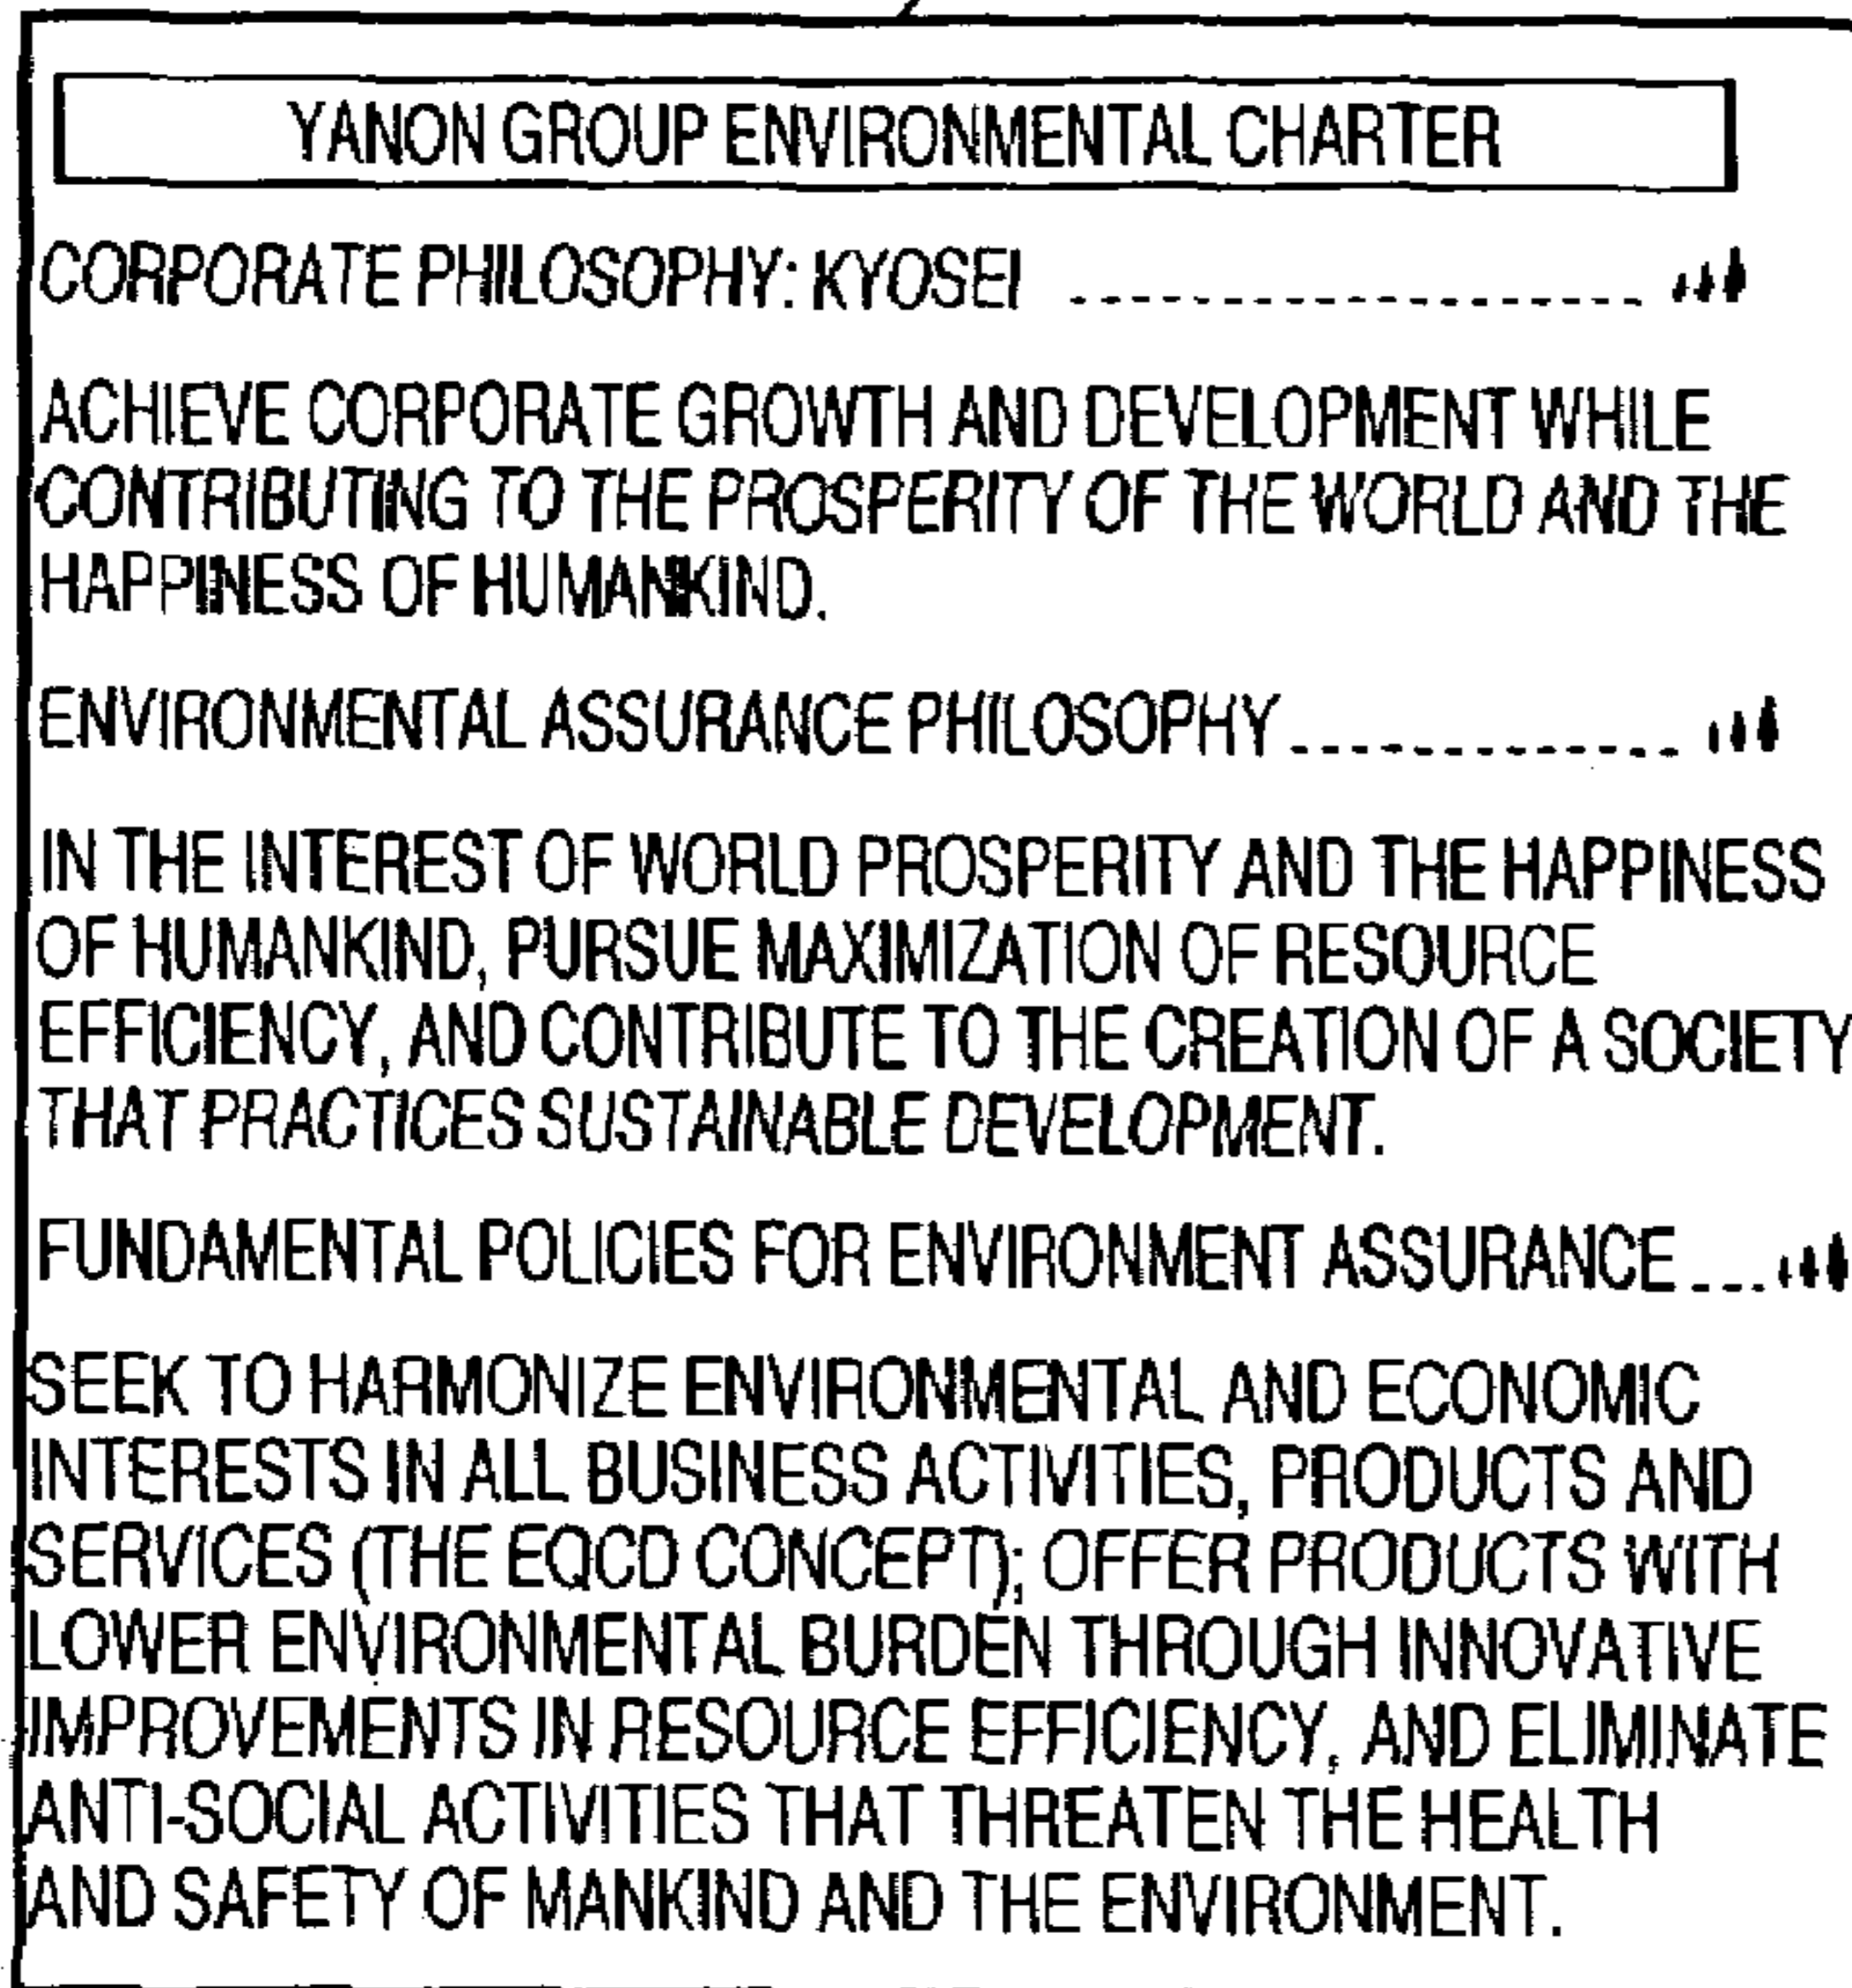 YANON GROUP ENVIRONMENTAL CHARTER
CORPORATE PHILOSOPHY: KYOSEI
ACHIEVE CORPORATE GROWTH AND DEVELOPMENT WHILE
CONTRIBUTING TO THE PROSPERITY OF THE WORLD AND THE
HAPPINESS OF HUMANKIND.
ENVIRONMENTAL ASSURANCE PHILOSOPHY
IN THE INTEREST OF WORLD PROSPERITY AND THE HAPPINESS
OF HUMANKIND, PURSUE MAXIMIZATION OF RESOURCE
EFFICIENCY, AND CONTRIBUTE TO THE CREATION OF A SOCIETY
THAT PRACTICES SUSTAINABLE DEVELOPMENT.
FUNDAMENTAL POLICIES FOR ENVIRONMENT ASSURANCE
SEEK TO HARMONIZE ENVIRONMENTAL AND ECONOMIC
INTERESTS IN ALL BUSINESS ACTIVITIES, PRODUCTS AND
SERVICES (THE EQCD CONCEPT); OFFER PRODUCTS WITH
LOWER ENVIRONMENTAL BURDEN THROUGH INNOVATIVE
IMPROVEMENTS IN RESOURCE EFFICIENCY, AND ELIMINATE
ANTI-SOCIAL ACTIVITIES THAT THREATEN THE HEALTH
AND SAFETY OF MANKIND AND THE ENVIRONMENT.